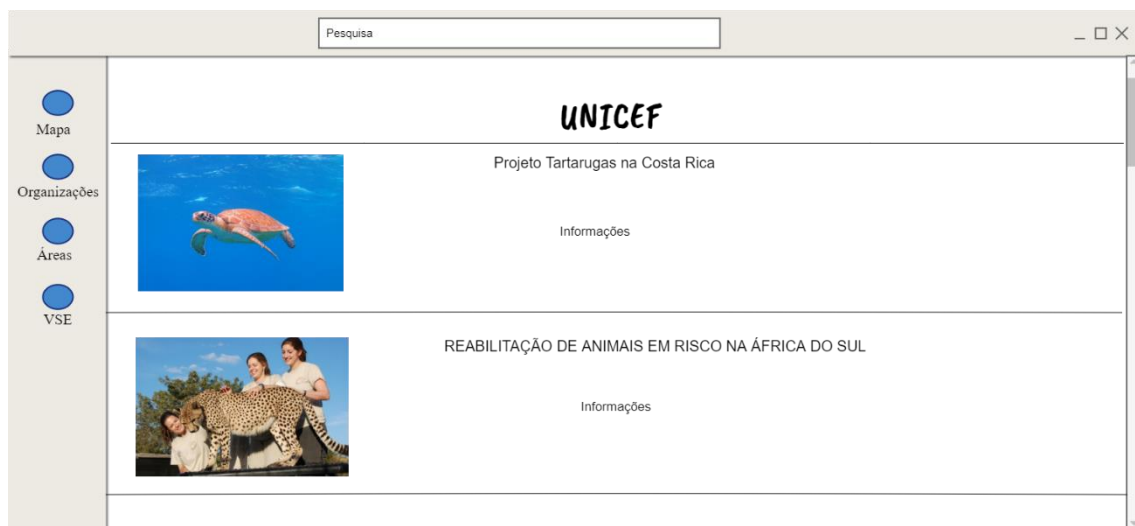 Pesquisa
Mapa
Organizações
Áreas
VSE
UNICEF
Projeto Tartarugas na Costa Rica
Informações
REABILITAÇÃO DE ANIMAIS EM RISCO NA ÁFRICA DO SUL
Informações